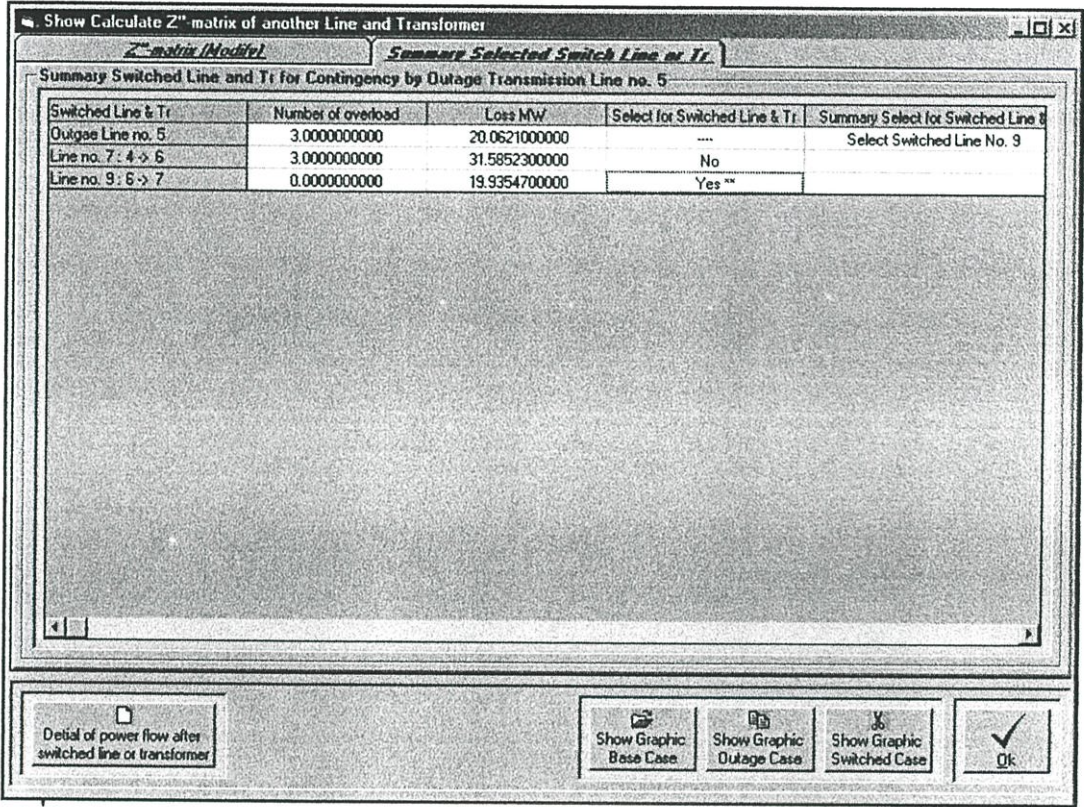 Show Calculate Z"-matrix of another Line and Transformer
Z"-matrix (Modify)
Summary Selected Switch Line or Tr.
Summary Switched Line and Tr for Contingency by Outage Transmission Line no. 5
Switched Line & Tr Number of overload Loss MW Select for Switched Line & Tr Summary Select for Switched Line &
Outgae Line no. 5 3.0000000000 20.0621000000 ---- Select Switched Line No. 9
Line no. 7 : 4 -> 6 3.0000000000 31.5852300000 No
Line no. 9 : 6 -> 7 0.0000000000 19.9354700000 Yes **
Detial of power flow after
switched line or transformer
Show Graphic
Base Case
Show Graphic
Outage Case
Show Graphic
Switched Case
Ok